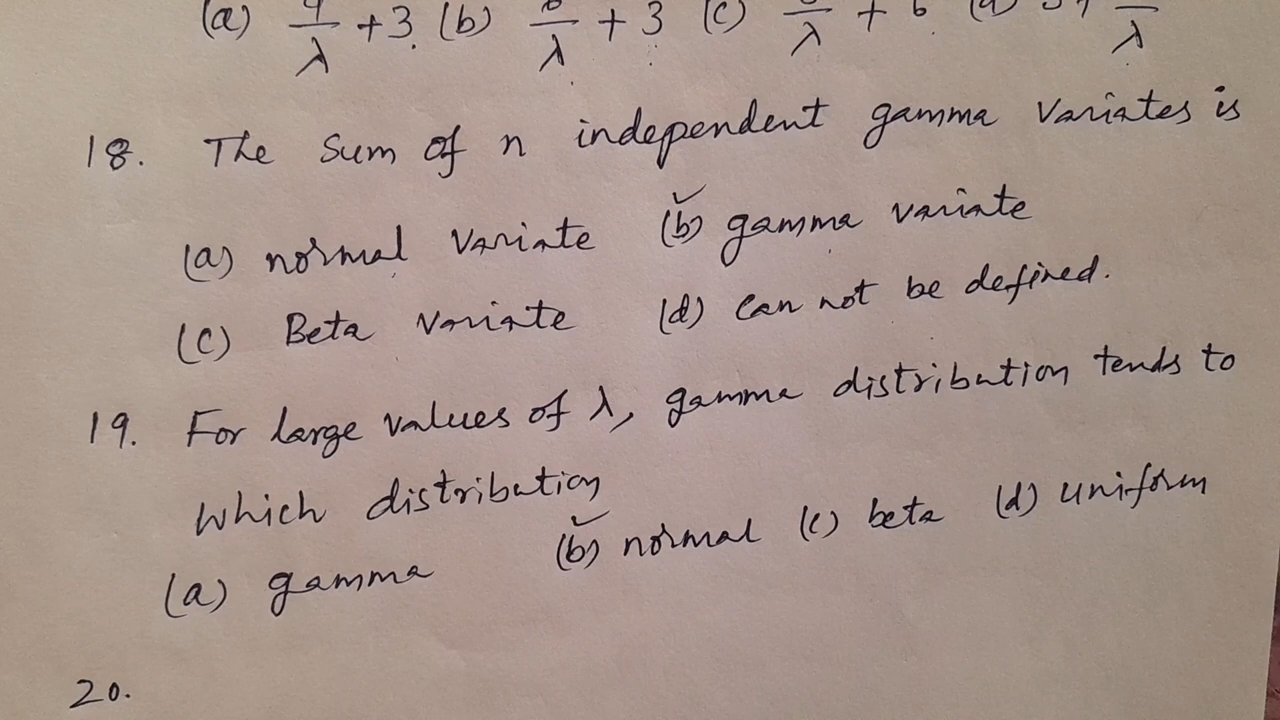 (a) /λ +3. (b) /λ + 3 (c) /λ + 6 (d) /λ
18. The sum of n independent gamma variates is
(a) normal variate (b) gamma variate
(c) Beta variate (d) can not be defined.
19. For large values of λ, gamma distribution tends to
which distribution
(a) gamma (b) normal (c) beta (d) uniform
20.